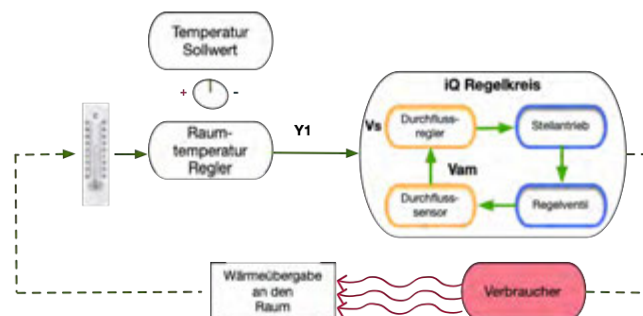 Temperatur
Sollwert
+ -
Raum-
temperatur
Regler
Y1
iQ Regelkreis
Vs
Durchfluss-
regler
Stellantrieb
Vam
Durchfluss-
sensor
Regelventil
Wärmeübergabe
an den
Raum
Verbraucher